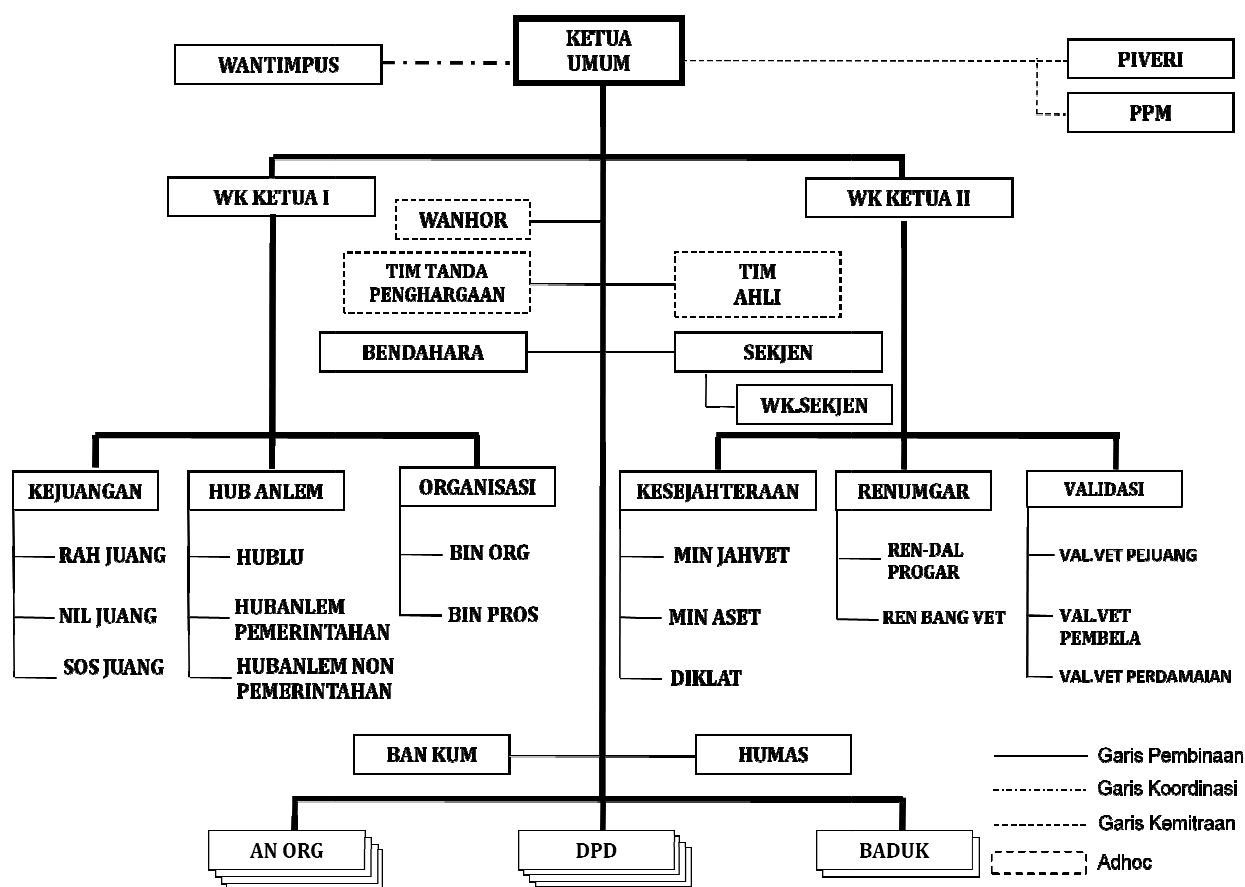 KETUA
UMUM
WANTIMPUS
PIVERI
PPM
WK KETUA I
WK KETUA II
WANHOR
TIM TANDA
PENGHARGAAN
TIM
AHLI
BENDAHARA
SEKJEN
WK.SEKJEN
KEJUANGAN
RAH JUANG
NIL JUANG
SOS JUANG
HUB ANLEM
HUBLU
HUBANLEM
PEMERINTAHAN
HUBANLEM NON
PEMERINTAHAN
ORGANISASI
BIN ORG
BIN PROS
KESEJAHTERAAN
MIN JAHVET
MIN ASET
DIKLAT
RENUMGAR
REN-DAL
PROGAR
REN BANG VET
VALIDASI
VAL.VET PEJUANG
VAL.VET
PEMBELA
VAL.VET PERDAMAIAN
BAN KUM
HUMAS
AN ORG
DPD
BADUK
Garis Pembinaan
Garis Koordinasi
Garis Kemitraan
Adhoc